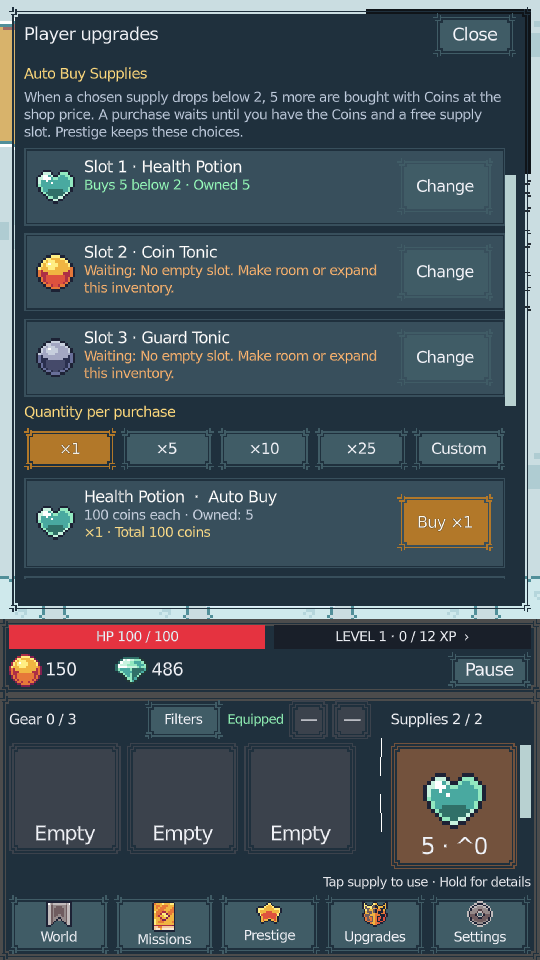 Player upgrades
Close
Auto Buy Supplies
When a chosen supply drops below 2, 5 more are bought with Coins at the
shop price. A purchase waits until you have the Coins and a free supply
slot. Prestige keeps these choices.
Slot 1 · Health Potion
Buys 5 below 2 · Owned 5
Change
Slot 2 · Coin Tonic
Waiting: No empty slot. Make room or expand
this inventory.
Change
Slot 3 · Guard Tonic
Waiting: No empty slot. Make room or expand
this inventory.
Change
Quantity per purchase
×1
×5
×10
×25
Custom
Health Potion · Auto Buy
100 coins each · Owned: 5
×1 · Total 100 coins
Buy ×1
HP 100 / 100
LEVEL 1 · 0 / 12 XP ›
150
486
Pause
Gear 0 / 3
Filters
Equipped
—
—
Supplies 2 / 2
Empty
Empty
Empty
5 · ^0
Tap supply to use · Hold for details
World
Missions
Prestige
Upgrades
Settings